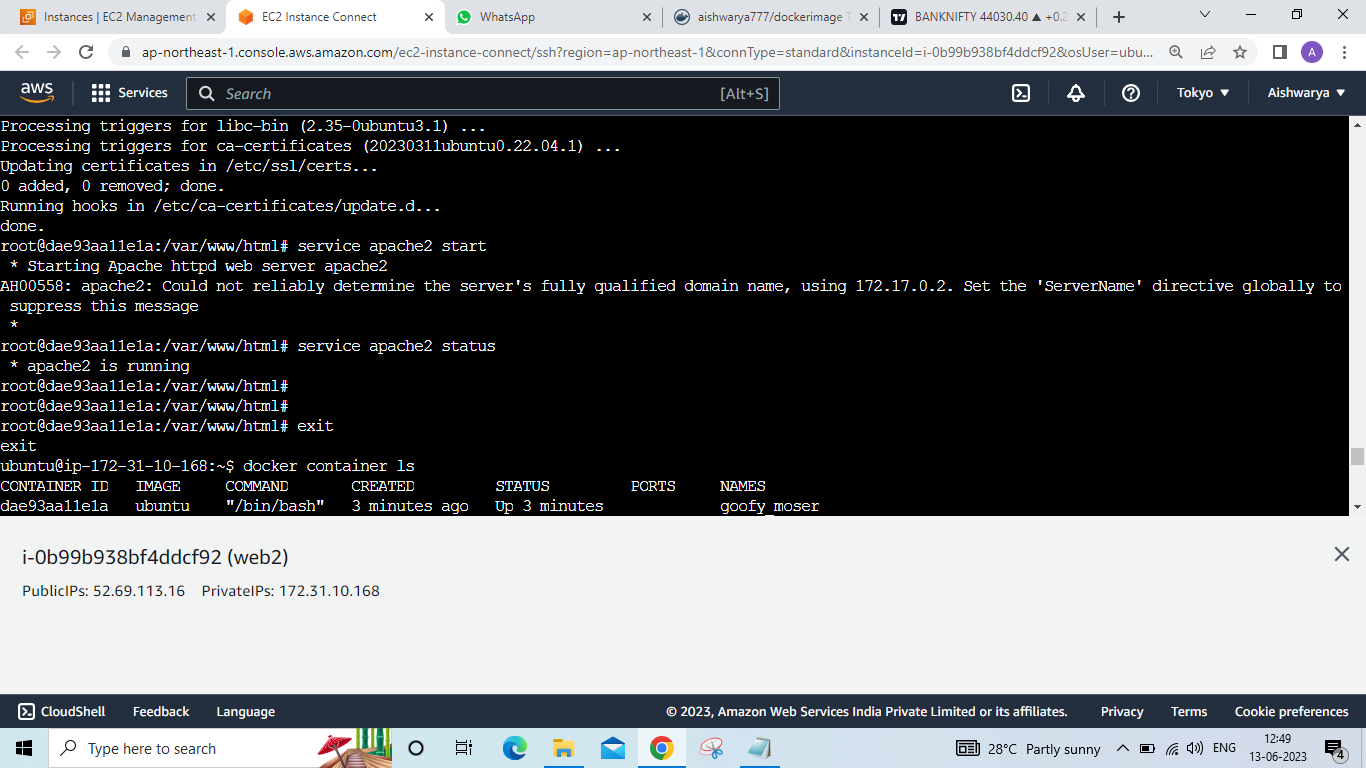 Instances | EC2 Management
EC2 Instance Connect
WhatsApp
aishwarya777/dockerimage T
BANKNIFTY 44030.40 ▲ +0.2
ap-northeast-1.console.aws.amazon.com/ec2-instance-connect/ssh?region=ap-northeast-1&connType=standard&instanceId=i-0b99b938bf4ddcf92&osUser=ubu...
A
aws
Services
Search
[Alt+S]
Tokyo ▼
Aishwarya ▼
Processing triggers for libc-bin (2.35-0ubuntu3.1) ...
Processing triggers for ca-certificates (20230311ubuntu0.22.04.1) ...
Updating certificates in /etc/ssl/certs...
0 added, 0 removed; done.
Running hooks in /etc/ca-certificates/update.d...
done.
root@dae93aa11e1a:/var/www/html# service apache2 start
* Starting Apache httpd web server apache2
AH00558: apache2: Could not reliably determine the server's fully qualified domain name, using 172.17.0.2. Set the 'ServerName' directive globally to
suppress this message
*
root@dae93aa11e1a:/var/www/html# service apache2 status
* apache2 is running
root@dae93aa11e1a:/var/www/html#
root@dae93aa11e1a:/var/www/html#
root@dae93aa11e1a:/var/www/html# exit
exit
ubuntu@ip-172-31-10-168:~$ docker container ls
CONTAINER ID IMAGE COMMAND CREATED STATUS PORTS NAMES
dae93aa11e1a ubuntu "/bin/bash" 3 minutes ago Up 3 minutes goofy_moser
i-0b99b938bf4ddcf92 (web2)
PublicIPs: 52.69.113.16 PrivateIPs: 172.31.10.168
CloudShell
Feedback
Language
© 2023, Amazon Web Services India Private Limited or its affiliates.
Privacy
Terms
Cookie preferences
Type here to search
28°C Partly sunny
ENG
12:49
13-06-2023
4